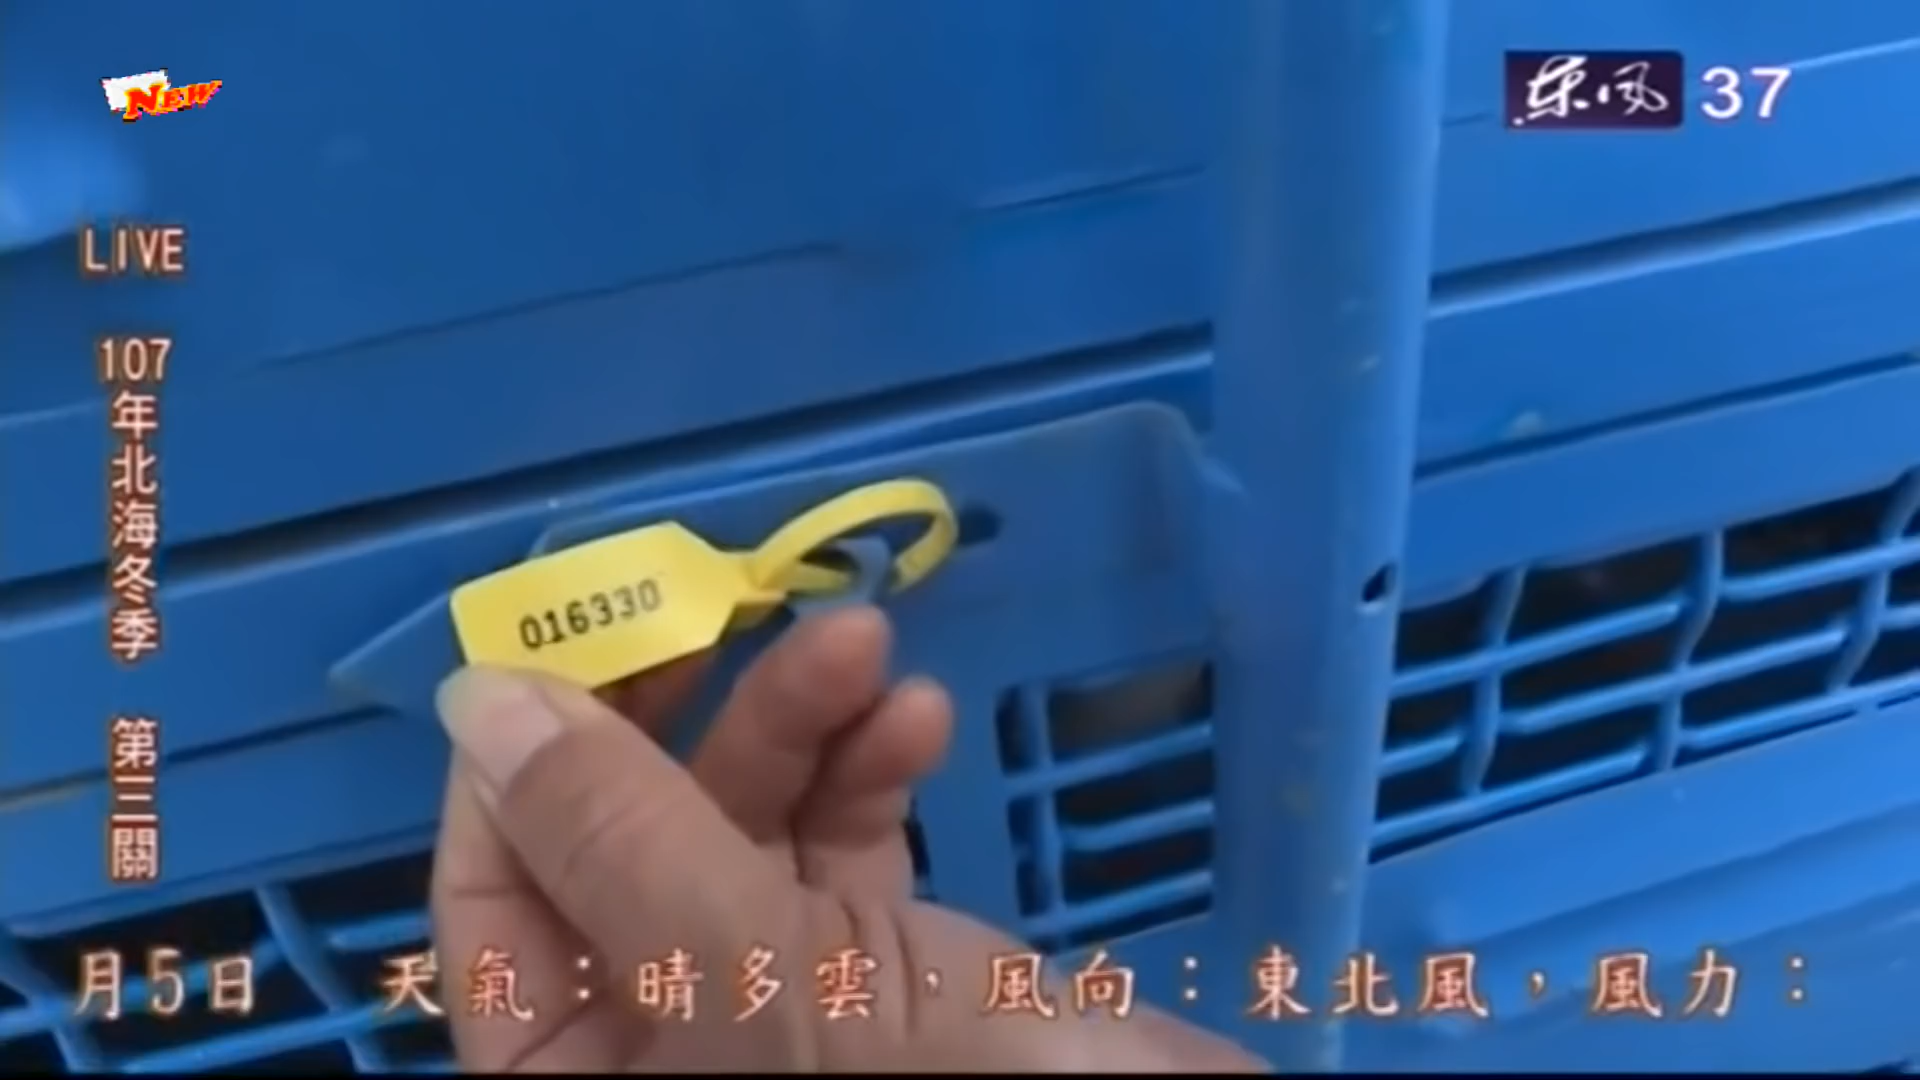 NEW
东风 37
LIVE
107年北海冬季 第三關
016330
月5日 天氣：晴多雲，風向：東北風，風力：